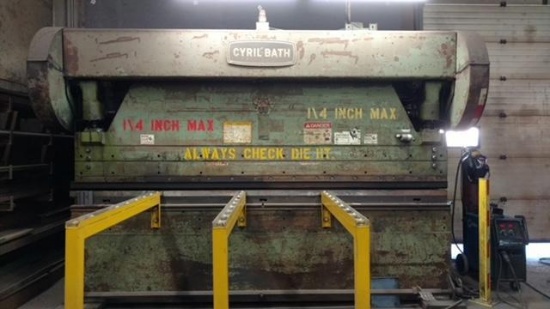 CYRIL BATH
1\4 INCH MAX
1\4 INCH MAX
DANGER
ALWAYS CHECK DIE HT